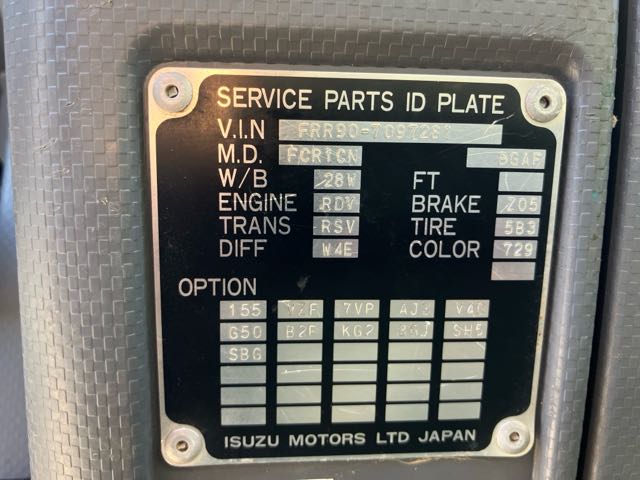 SERVICE PARTS ID PLATE
V.I.N
M.D. FCR1CN
W/B 28W FT
ENGINE RDV BRAKE Z05
TRANS RSV TIRE 5B3
DIFF W4E COLOR 729
OPTION
155 7VP
G50 B2F KG2 SH5
SBG
ISUZU MOTORS LTD JAPAN